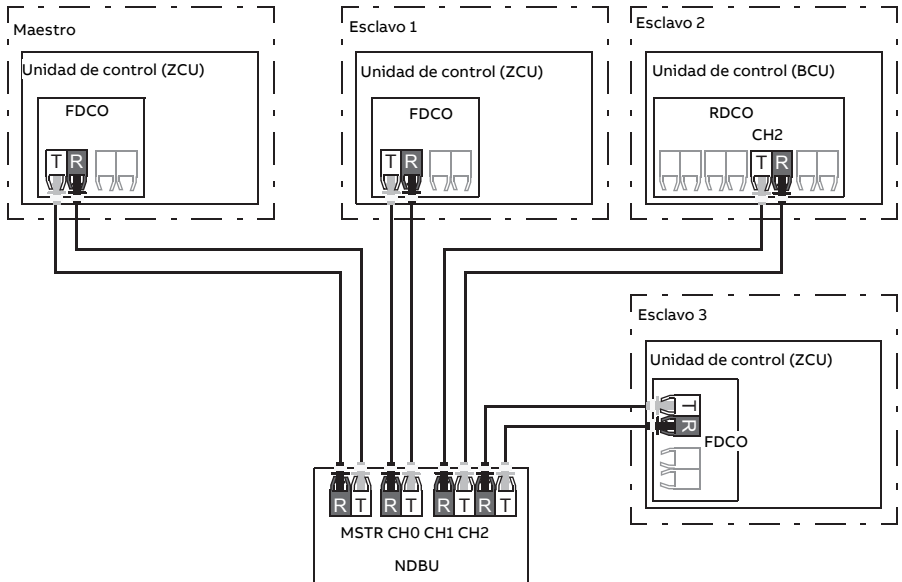 Maestro
Unidad de control (ZCU)
FDCO
T R
Esclavo 1
Unidad de control (ZCU)
FDCO
T R
Esclavo 2
Unidad de control (BCU)
RDCO
CH2
T R
Esclavo 3
Unidad de control (ZCU)
T
R
FDCO
R T R T R T R T
MSTR CH0 CH1 CH2
NDBU